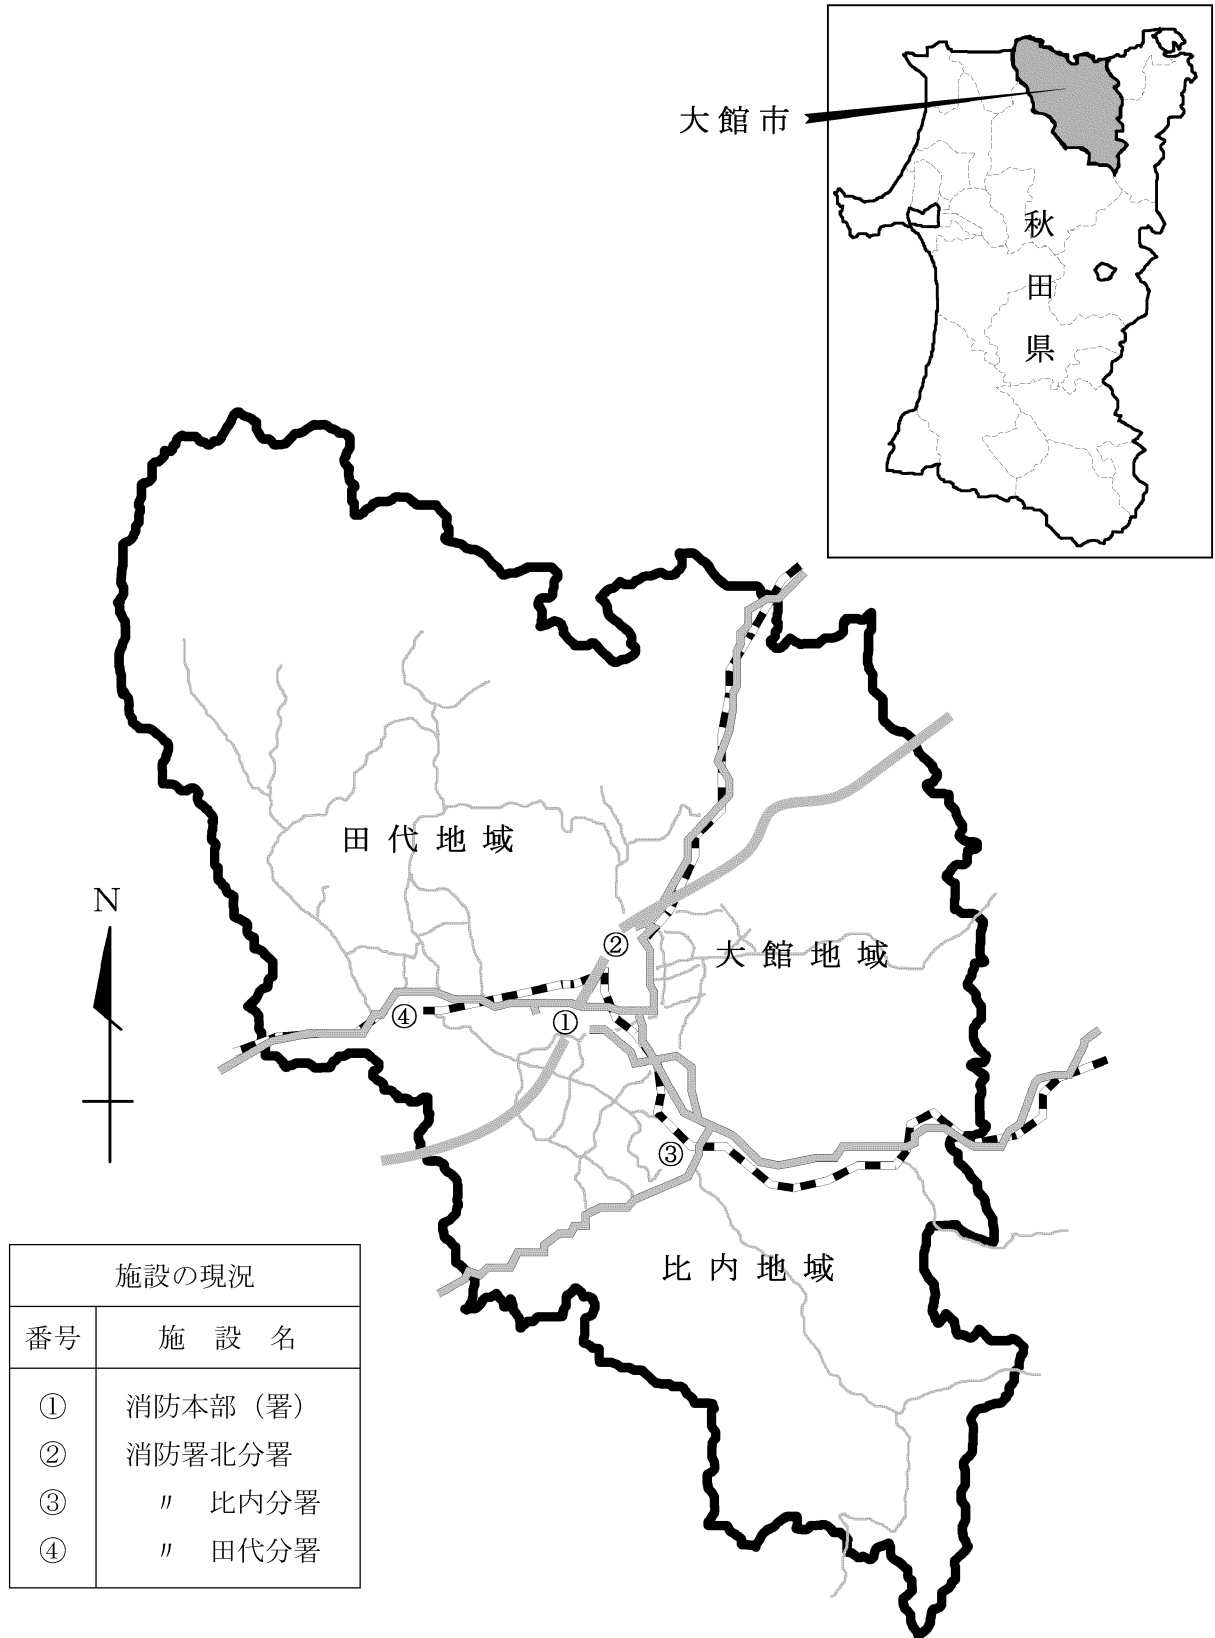 大館市
秋
田
県
田代地域
N
②
大館地域
④
①
③
比内地域
施設の現況
番号 施設名
① 消防本部（署）
② 消防署北分署
③ 〃 比内分署
④ 〃 田代分署